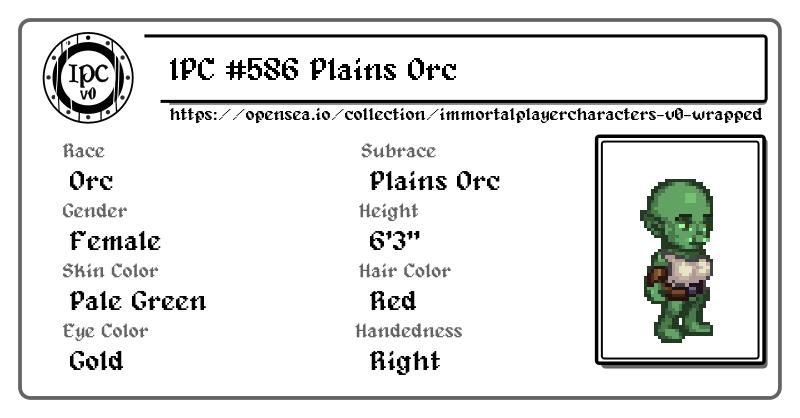 IPC
v0
IPC #586 Plains Orc
https://opensea.io/collection/immortalplayercharacters-v0-wrapped
Race
Orc
Subrace
Plains Orc
Gender
Female
Height
6'3"
Skin Color
Pale Green
Hair Color
Red
Eye Color
Gold
Handedness
Right